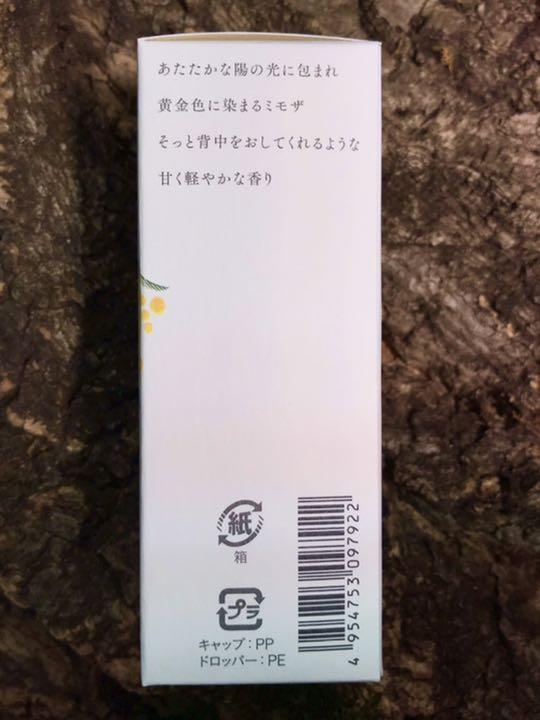 あたたかな陽の光に包まれ
黄金色に染まるミモザ
そっと背中をおしてくれるような
甘く軽やかな香り
紙
箱
プラ
キャップ:PP
ドロッパー:PE
4 954753 097922